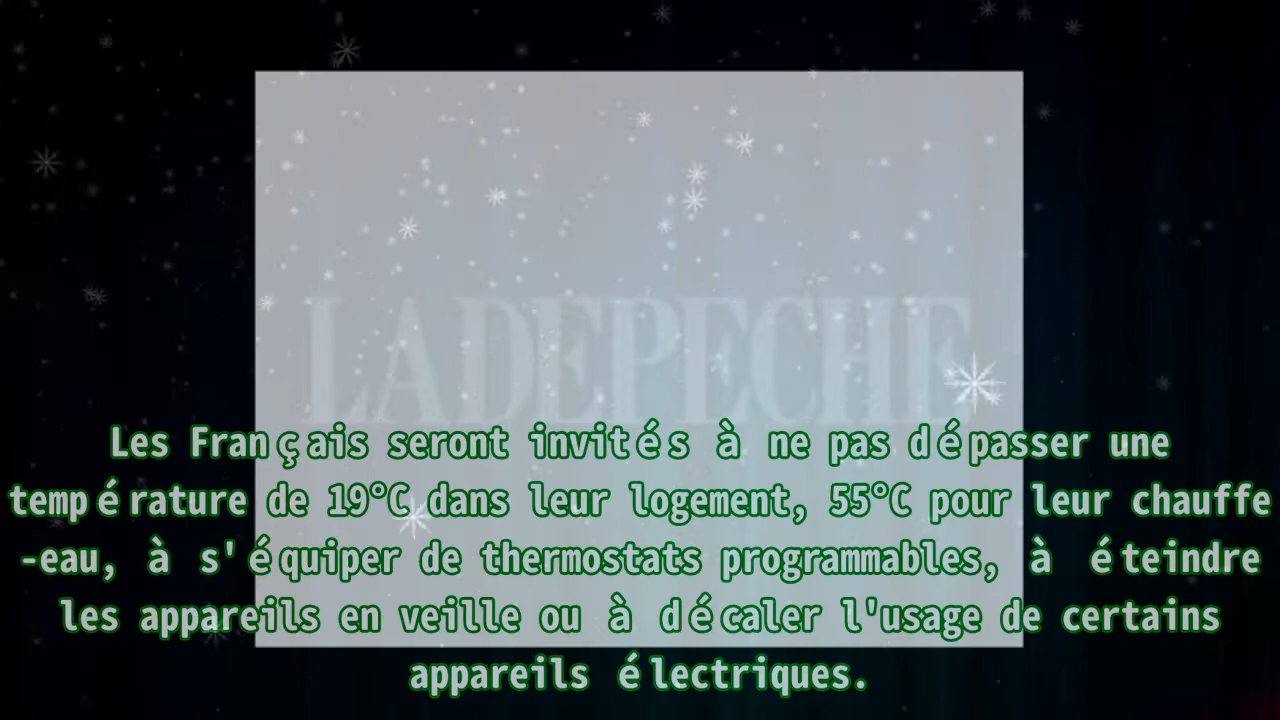 LADEPECHE
Les Français seront invités à ne pas dépasser une
température de 19°C dans leur logement, 55°C pour leur chauffe
-eau, à s'équiper de thermostats programmables, à éteindre
les appareils en veille ou à décaler l'usage de certains
appareils électriques.